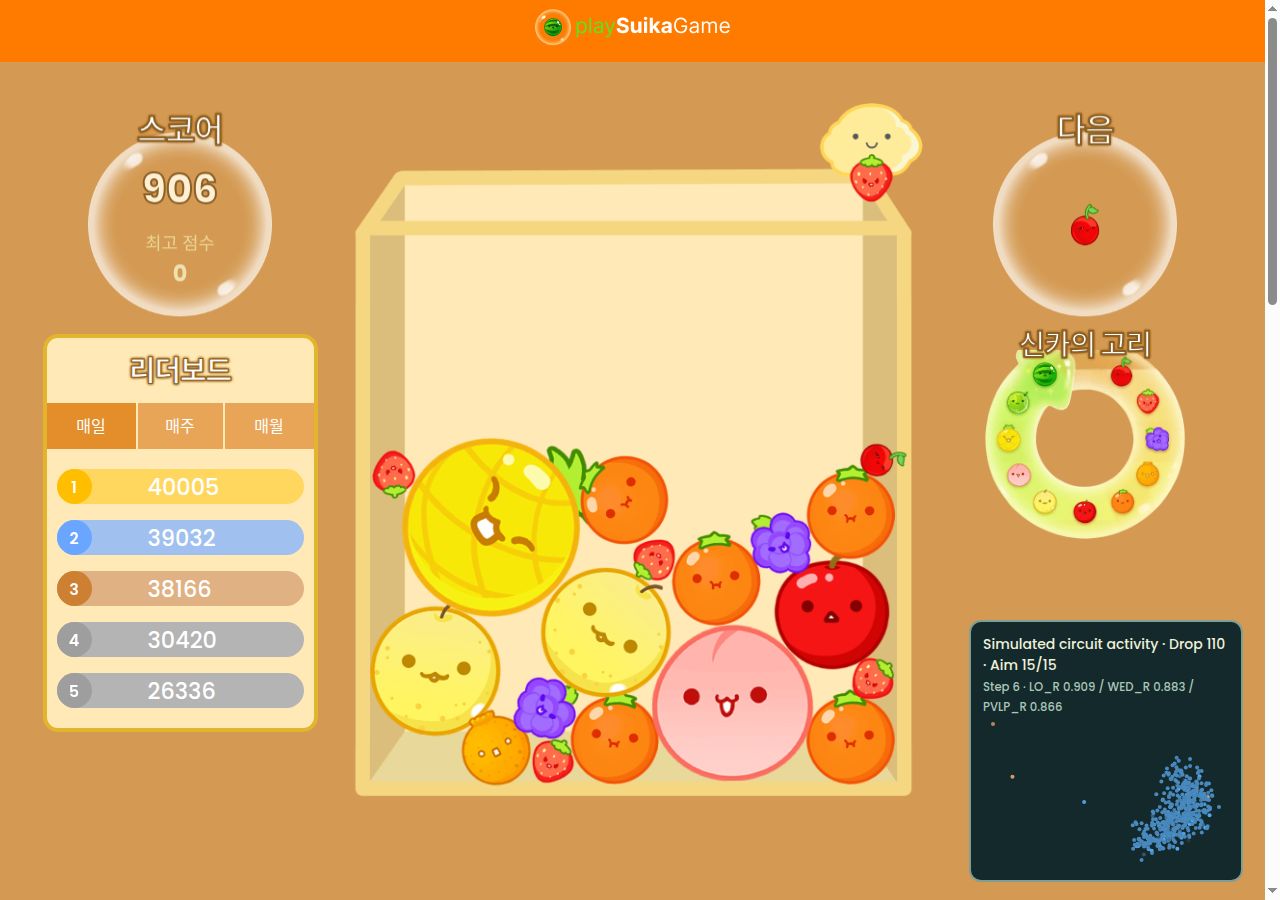 playSuikaGame
스코어
906
최고 점수
0
다음
리더보드
매일 매주 매월
1 40005
2 39032
3 38166
4 30420
5 26336
신카의 고리
Simulated circuit activity · Drop 110
· Aim 15/15
Step 6 · LO_R 0.909 / WED_R 0.883 /
PVLP_R 0.866